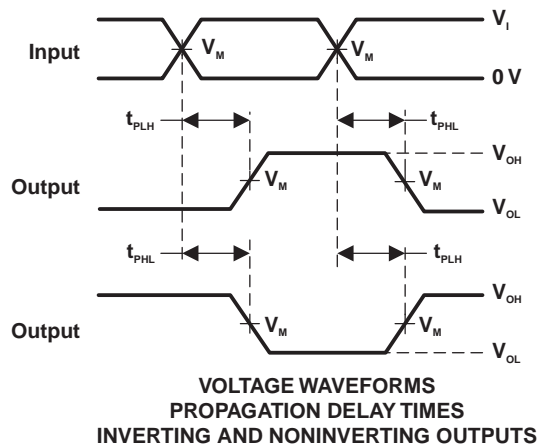 V_I
Input
V_M
V_M
0 V
t_PLH
t_PHL
V_OH
Output
V_M
V_M
V_OL
t_PHL
t_PLH
V_OH
Output
V_M
V_M
V_OL
VOLTAGE WAVEFORMS
PROPAGATION DELAY TIMES
INVERTING AND NONINVERTING OUTPUTS